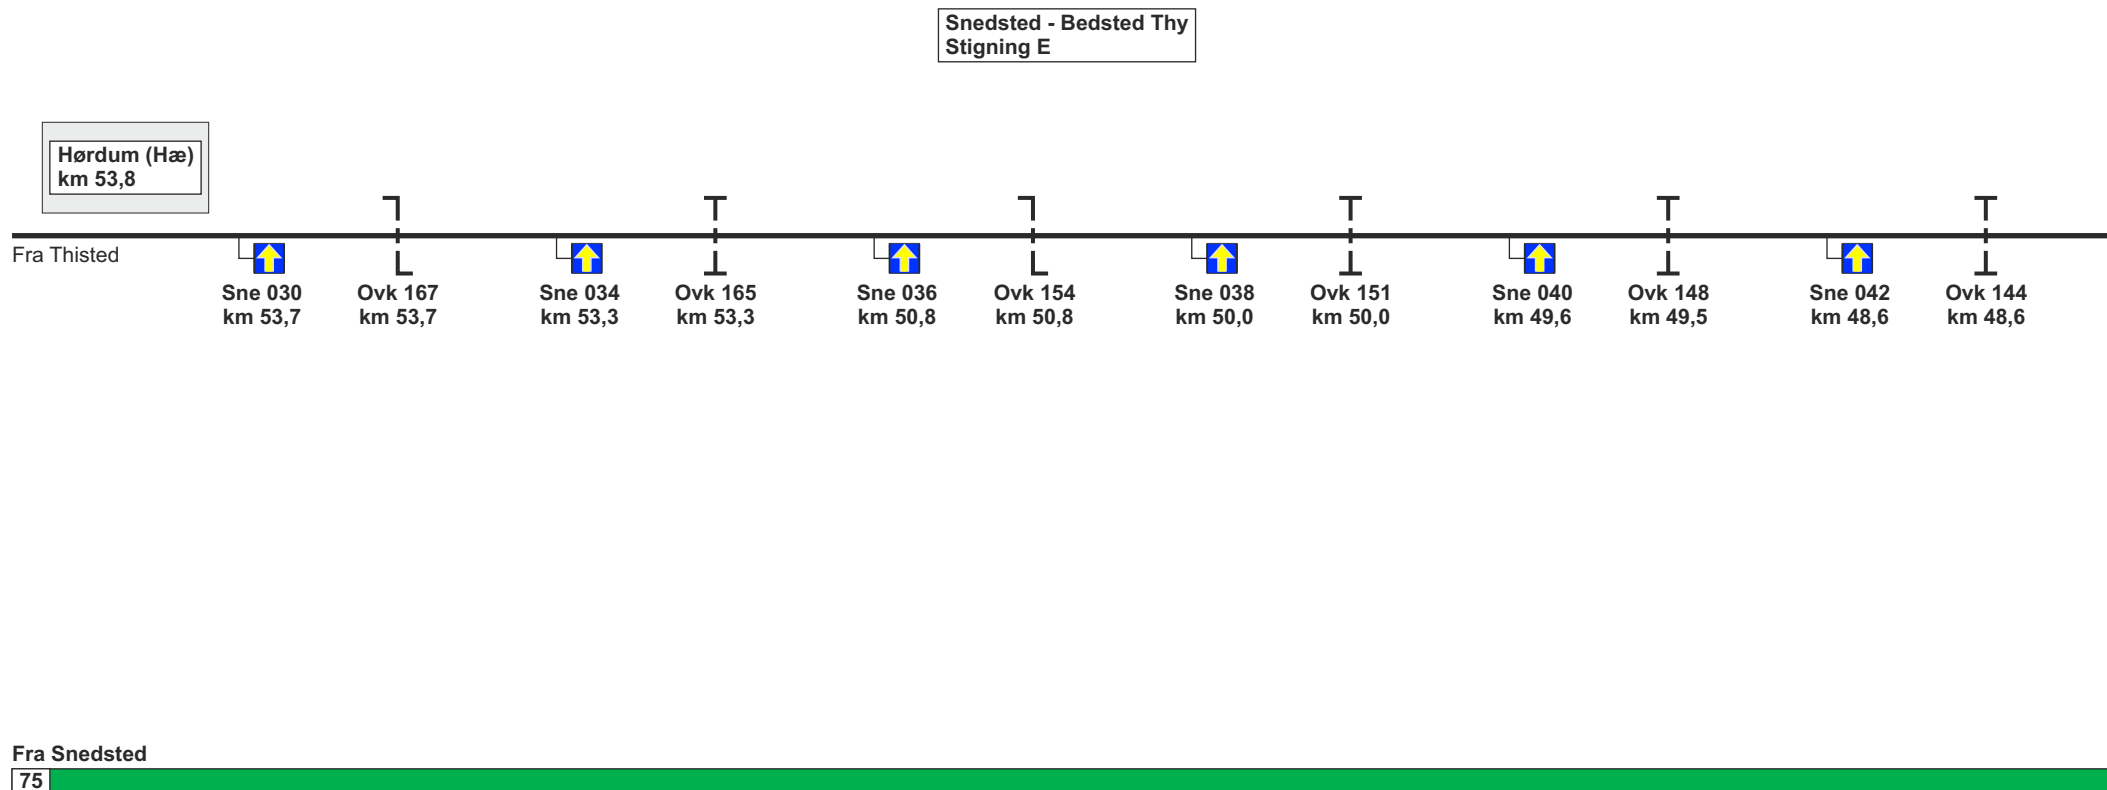 Snedsted - Bedsted Thy
Stigning E
Hørdum (Hæ)
km 53,8
Fra Thisted
Sne 030
km 53,7
Ovk 167
km 53,7
Sne 034
km 53,3
Ovk 165
km 53,3
Sne 036
km 50,8
Ovk 154
km 50,8
Sne 038
km 50,0
Ovk 151
km 50,0
Sne 040
km 49,6
Ovk 148
km 49,5
Sne 042
km 48,6
Ovk 144
km 48,6
Fra Snedsted
75